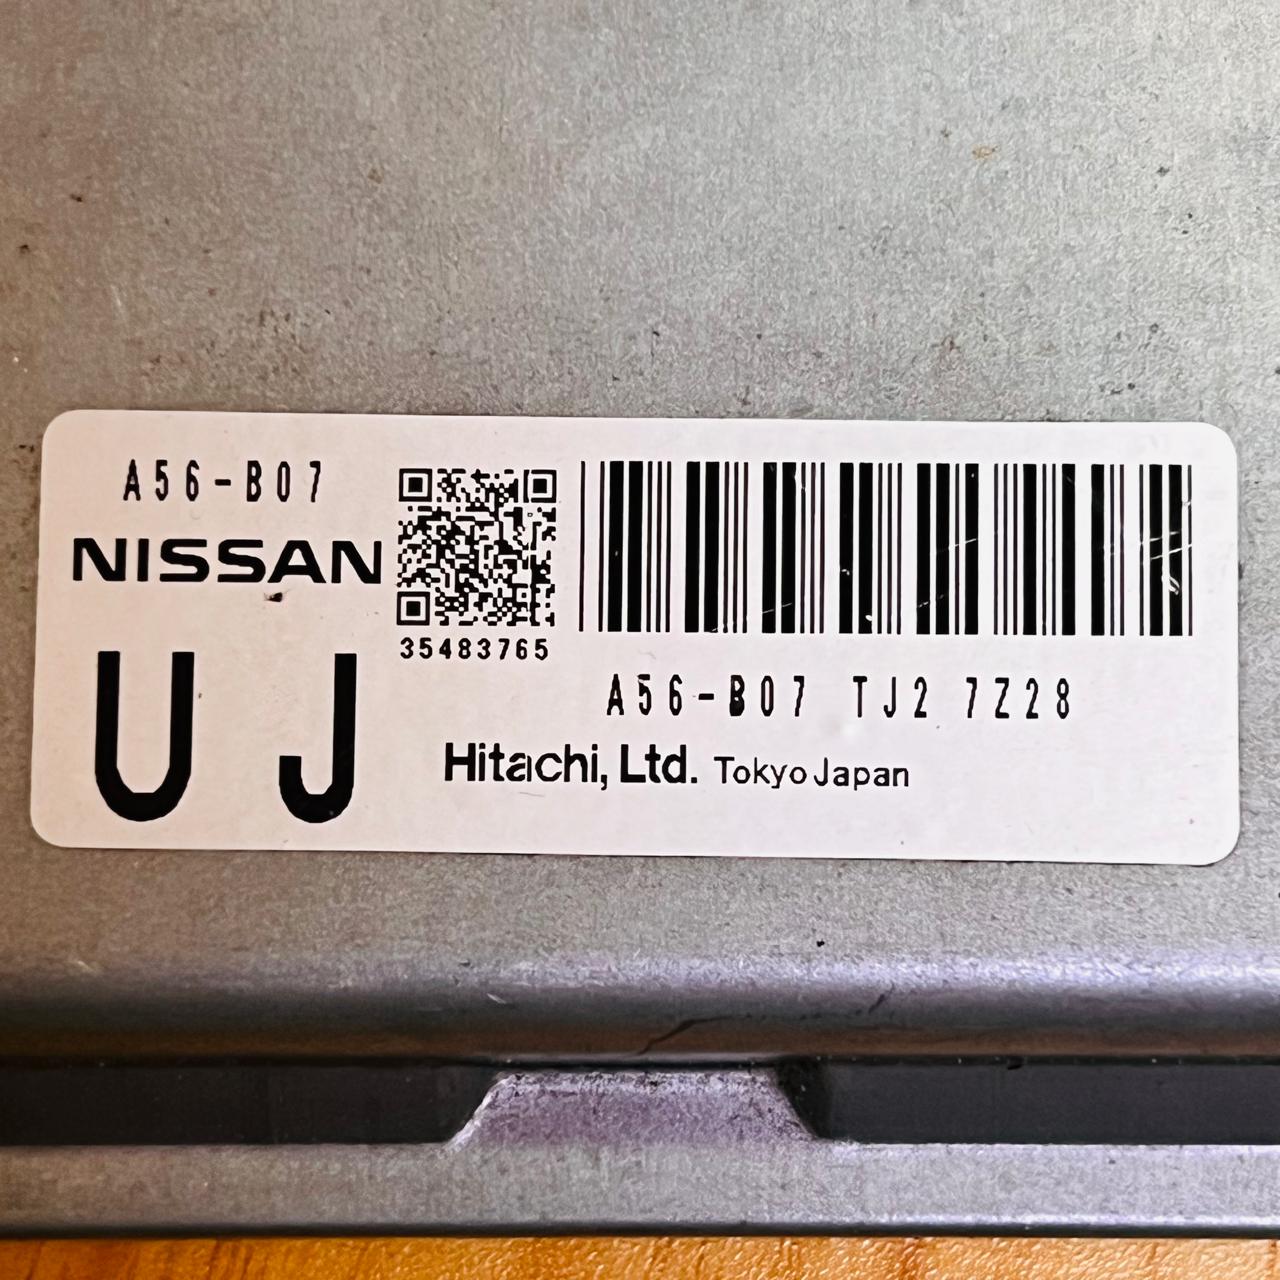 A56-B07
NISSAN
U J
35483765
A56-B07 TJ2 7Z28
Hitachi, Ltd. Tokyo Japan